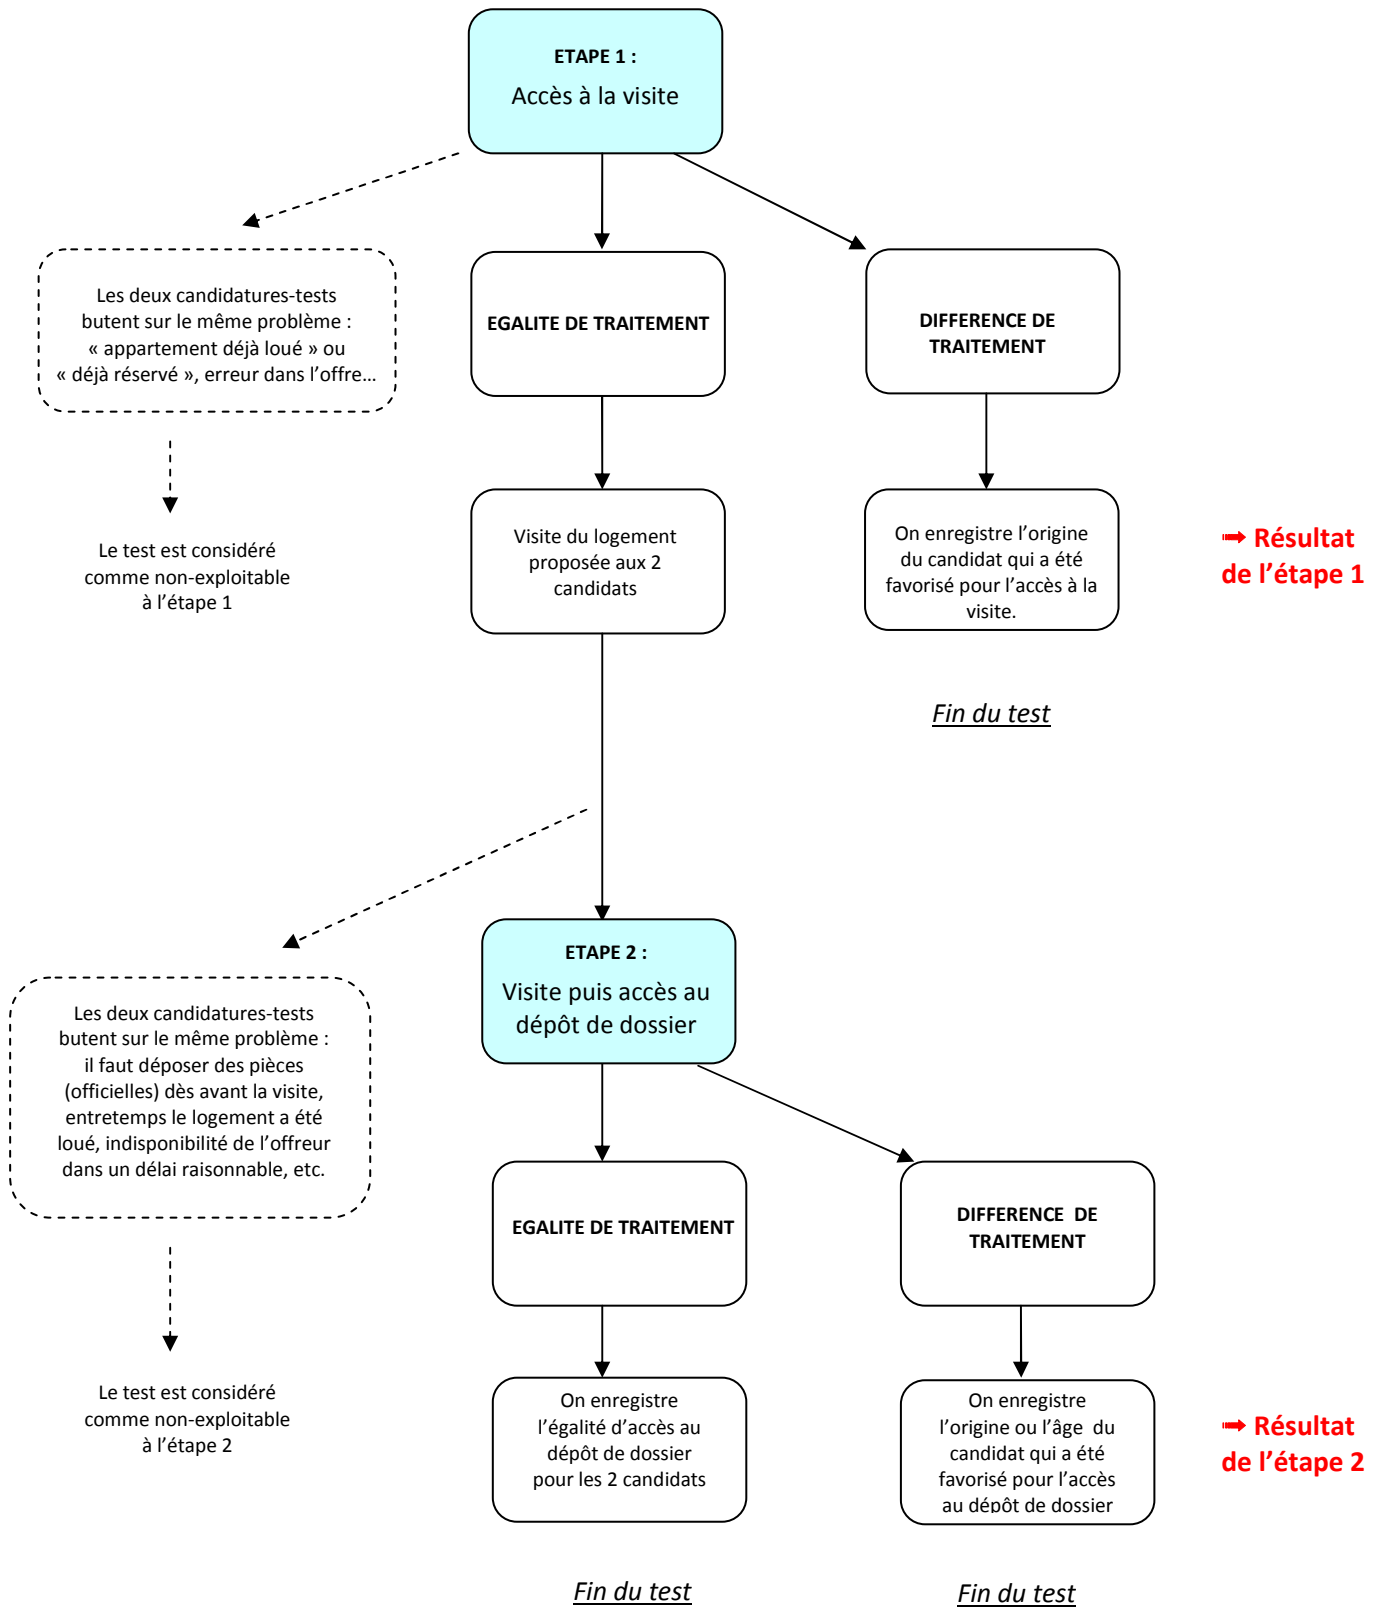 ETAPE 1 :
Accès à la visite
Les deux candidatures-tests
butent sur le même problème :
« appartement déjà loué » ou
« déjà réservé », erreur dans l’offre…
EGALITE DE TRAITEMENT
DIFFERENCE DE
TRAITEMENT
Le test est considéré
comme non-exploitable
à l’étape 1
Visite du logement
proposée aux 2
candidats
On enregistre l’origine
du candidat qui a été
favorisé pour l’accès à la
visite.
➟ Résultat
de l’étape 1
Fin du test
ETAPE 2 :
Visite puis accès au
dépôt de dossier
Les deux candidatures-tests
butent sur le même problème :
il faut déposer des pièces
(officielles) dès avant la visite,
entretemps le logement a été
loué, indisponibilité de l’offreur
dans un délai raisonnable, etc.
EGALITE DE TRAITEMENT
DIFFERENCE DE
TRAITEMENT
Le test est considéré
comme non-exploitable
à l’étape 2
On enregistre
l’égalité d’accès au
dépôt de dossier
pour les 2 candidats
On enregistre
l’origine ou l’âge du
candidat qui a été
favorisé pour l’accès
au dépôt de dossier
➟ Résultat
de l’étape 2
Fin du test
Fin du test